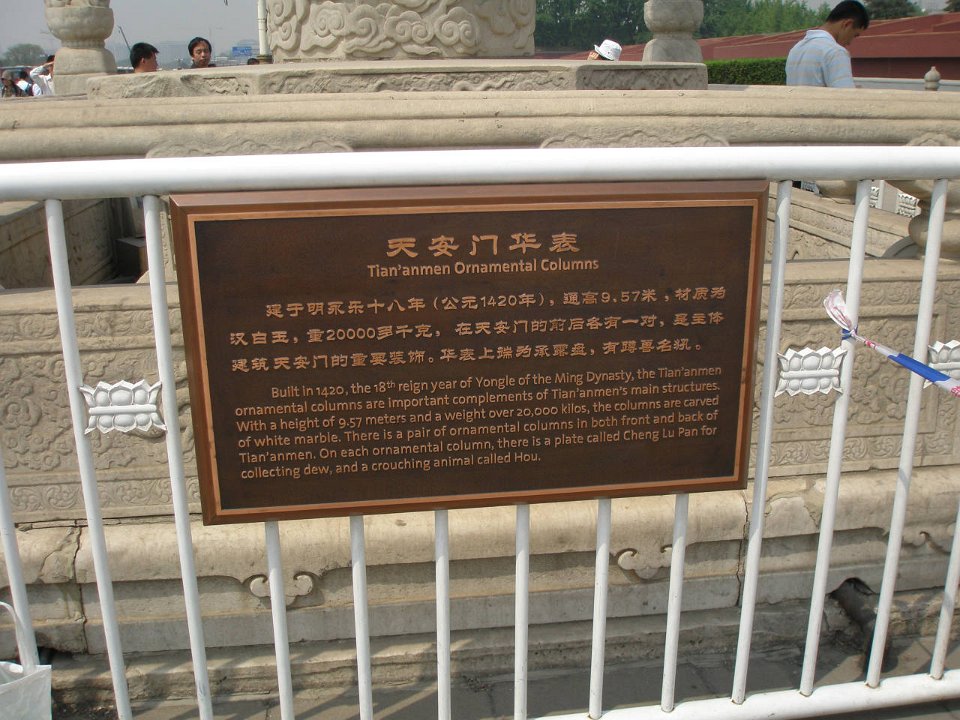 天安门华表
Tian'anmen Ornamental Columns
建于明永乐十八年（公元1420年），通高9.57米，材质为
汉白玉，重20000多千克，在天安门的前后各有一对，是主体
建筑天安门的重要装饰。华表上端为承露盘，有蹲兽名犼。
Built in 1420, the 18th reign year of Yongle of the Ming Dynasty, the Tian'anmen
ornamental columns are important complements of Tian'anmen's main structures.
With a height of 9.57 meters and a weight over 20,000 kilos, the columns are carved
of white marble. There is a pair of ornamental columns in both front and back of
Tian'anmen. On each ornamental column, there is a plate called Cheng Lu Pan for
collecting dew, and a crouching animal called Hou.